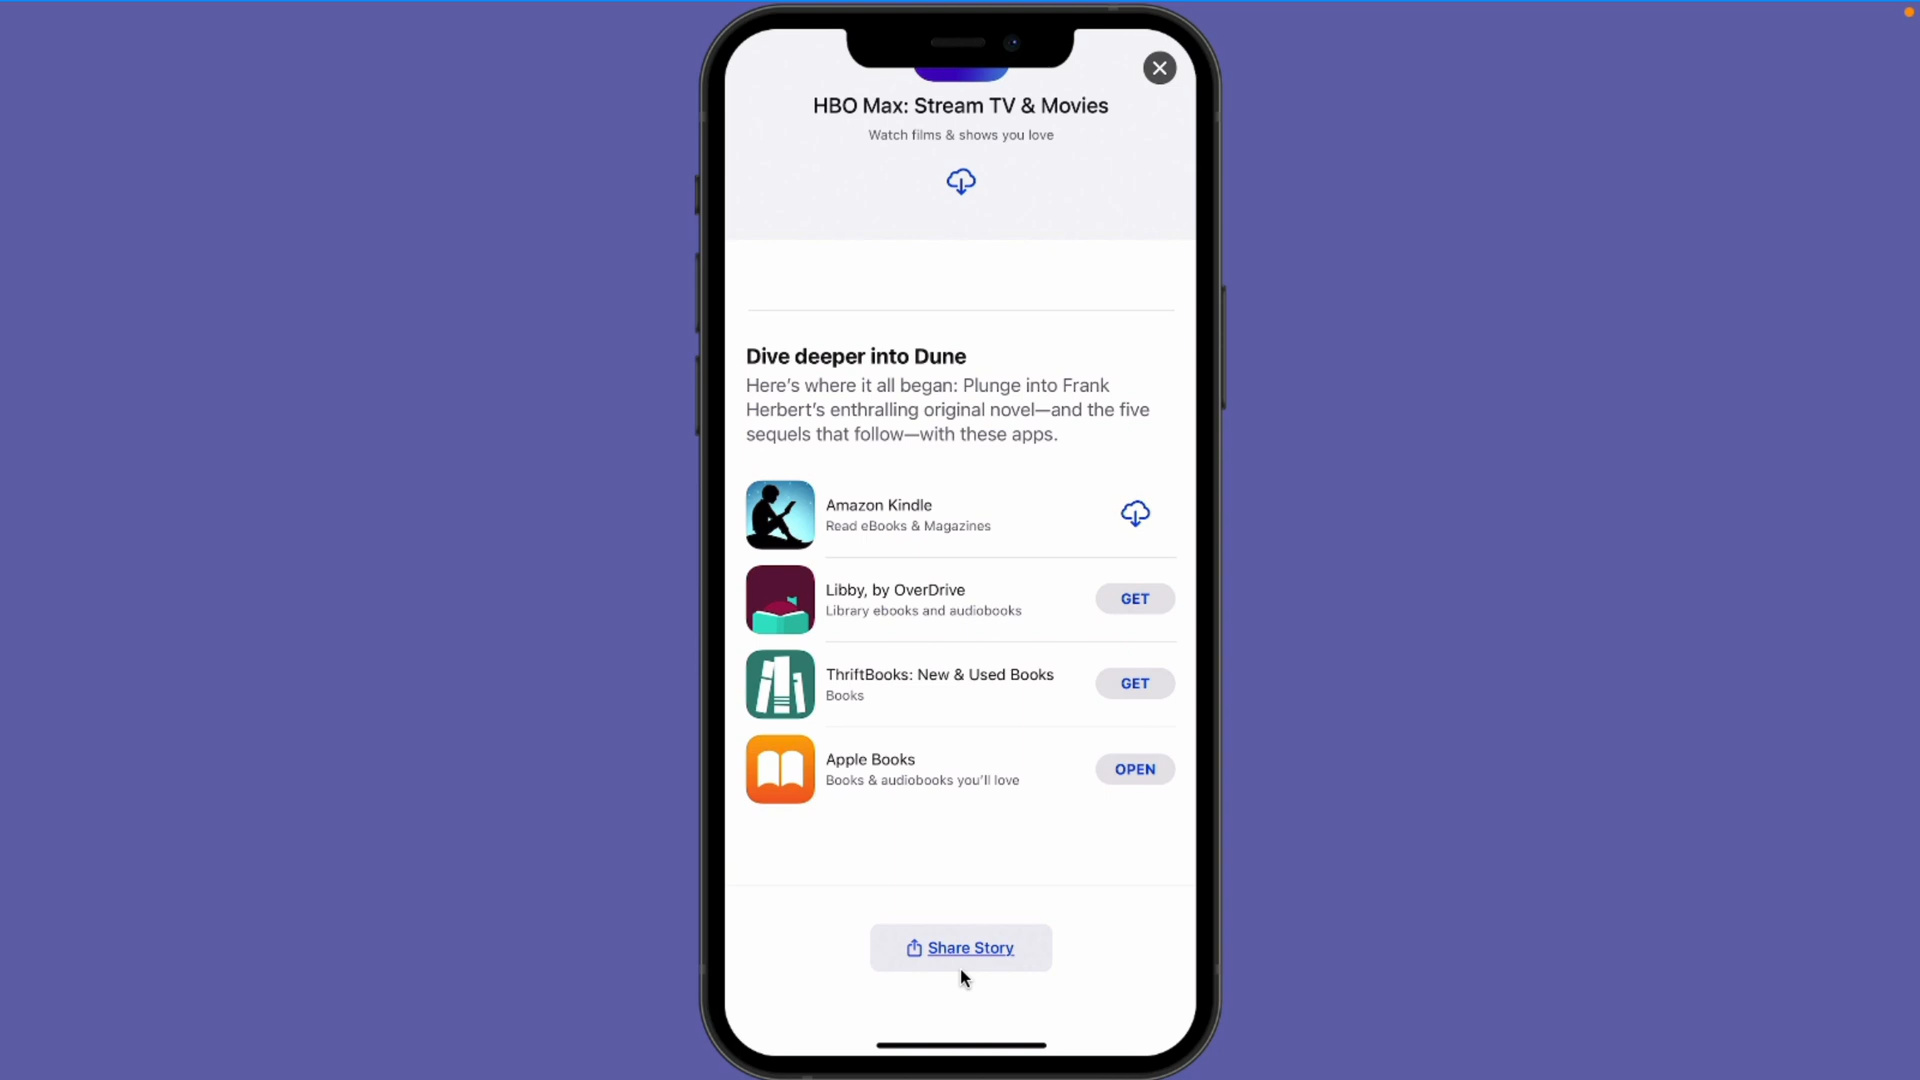 HBO Max: Stream TV & Movies
Watch films & shows you love
Dive deeper into Dune
Here's where it all began: Plunge into Frank
Herbert's enthralling original novel—and the five
sequels that follow—with these apps.
Amazon Kindle
Read eBooks & Magazines
Libby, by OverDrive
Library ebooks and audiobooks
GET
ThriftBooks: New & Used Books
Books
GET
Apple Books
Books & audiobooks you'll love
OPEN
Share Story